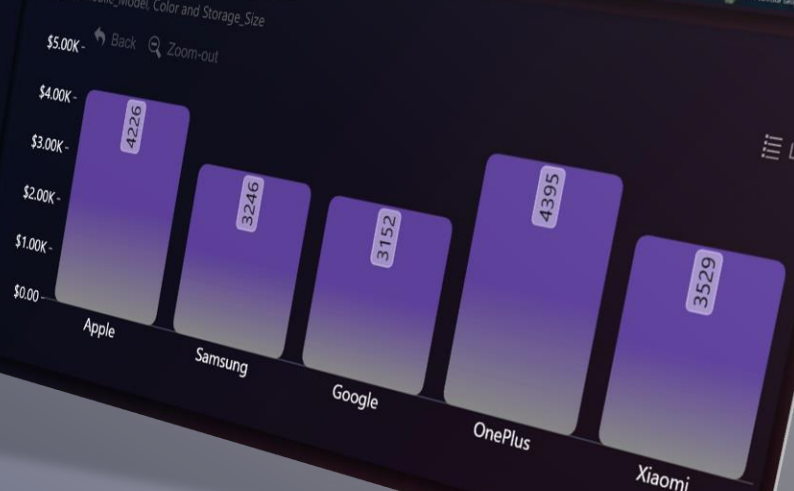 _Model, Color and Storage_Size
Back Zoom-out
$5.00K
$4.00K
$3.00K
$2.00K
$1.00K
$0.00
4226
3246
3152
4395
3529
Apple
Samsung
Google
OnePlus
Xiaomi